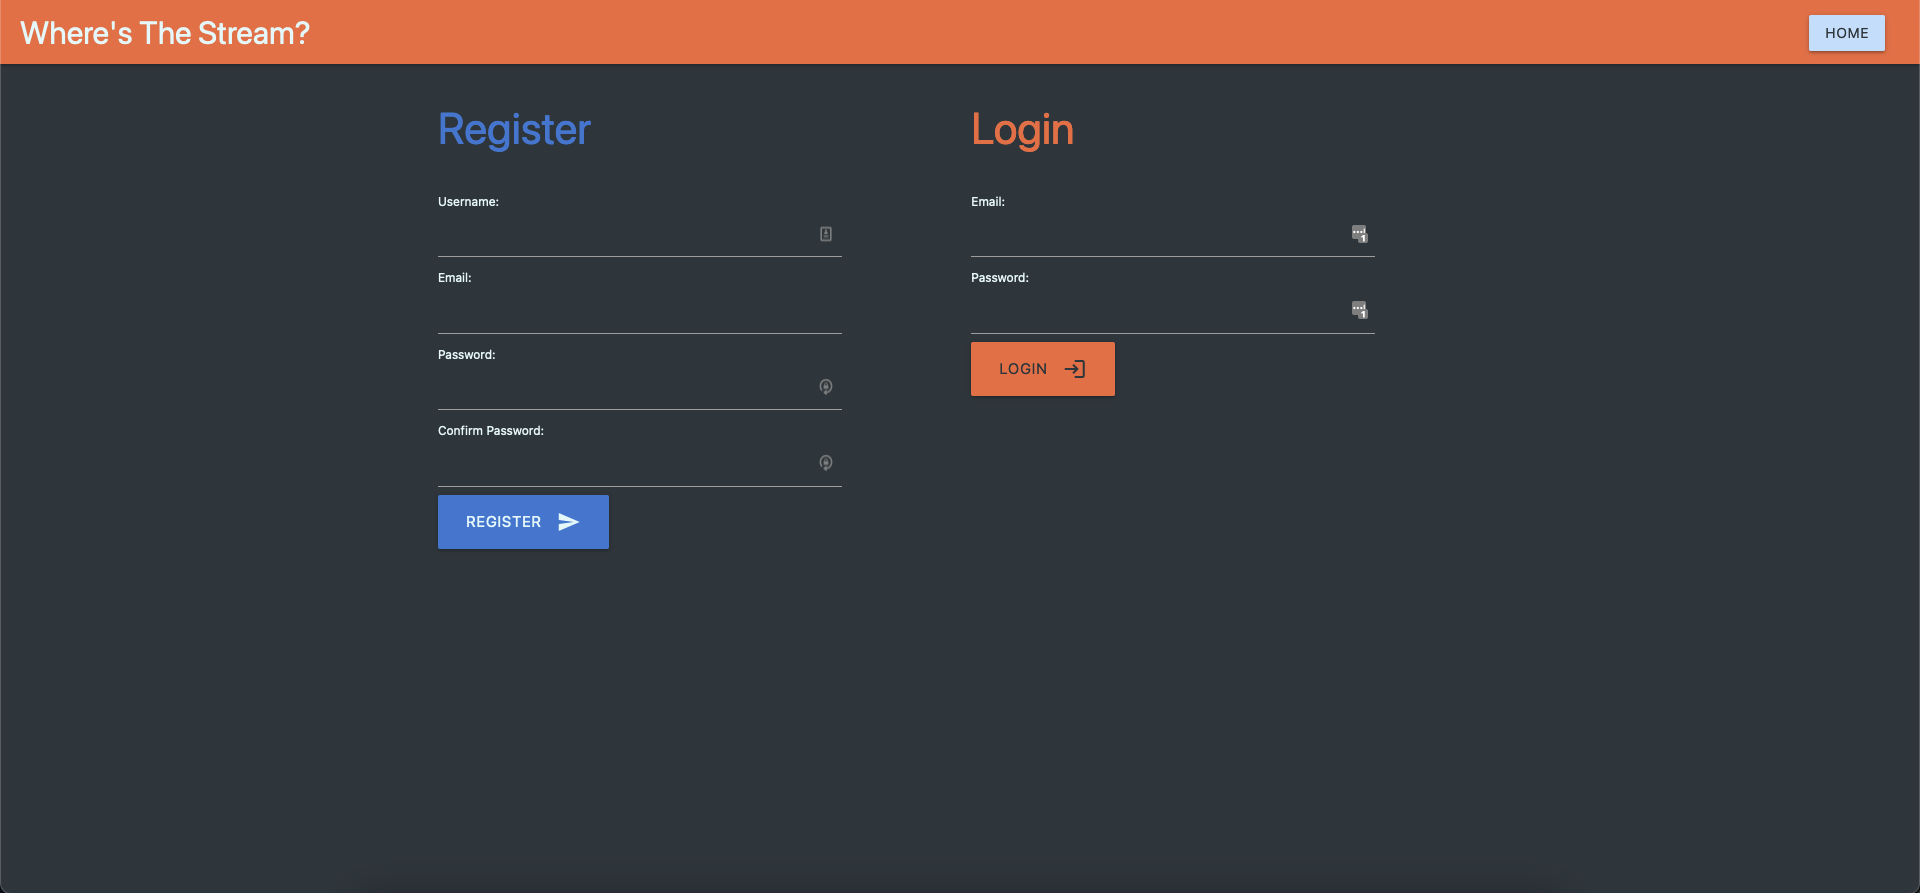 Where's The Stream?
HOME
Register
Username:
Email:
Password:
Confirm Password:
REGISTER
Login
Email:
Password:
LOGIN